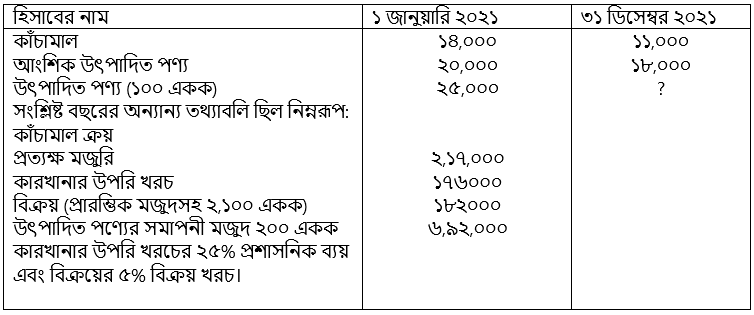 হিসাবের নাম ১ জানুয়ারি ২০২১ ৩১ ডিসেম্বর ২০২১
কাঁচামাল ১৪,০০০ ১১,০০০
আংশিক উৎপাদিত পণ্য ২০,০০০ ১৮,০০০
উৎপাদিত পণ্য (১০০ একক) ২৫,০০০ ?
সংশ্লিষ্ট বছরের অন্যান্য তথ্যাবলি ছিল নিম্নরূপ:
কাঁচামাল ক্রয়
প্রত্যক্ষ মজুরি ২,১৭,০০০
কারখানার উপরি খরচ ১৭৬০০০
বিক্রয় (প্রারম্ভিক মজুদসহ ২,১০০ একক) ১৮২০০০
উৎপাদিত পণ্যের সমাপনী মজুদ ২০০ একক ৬,৯২,০০০
কারখানার উপরি খরচের ২৫% প্রশাসনিক ব্যয়
এবং বিক্রয়ের ৫% বিক্রয় খরচ।